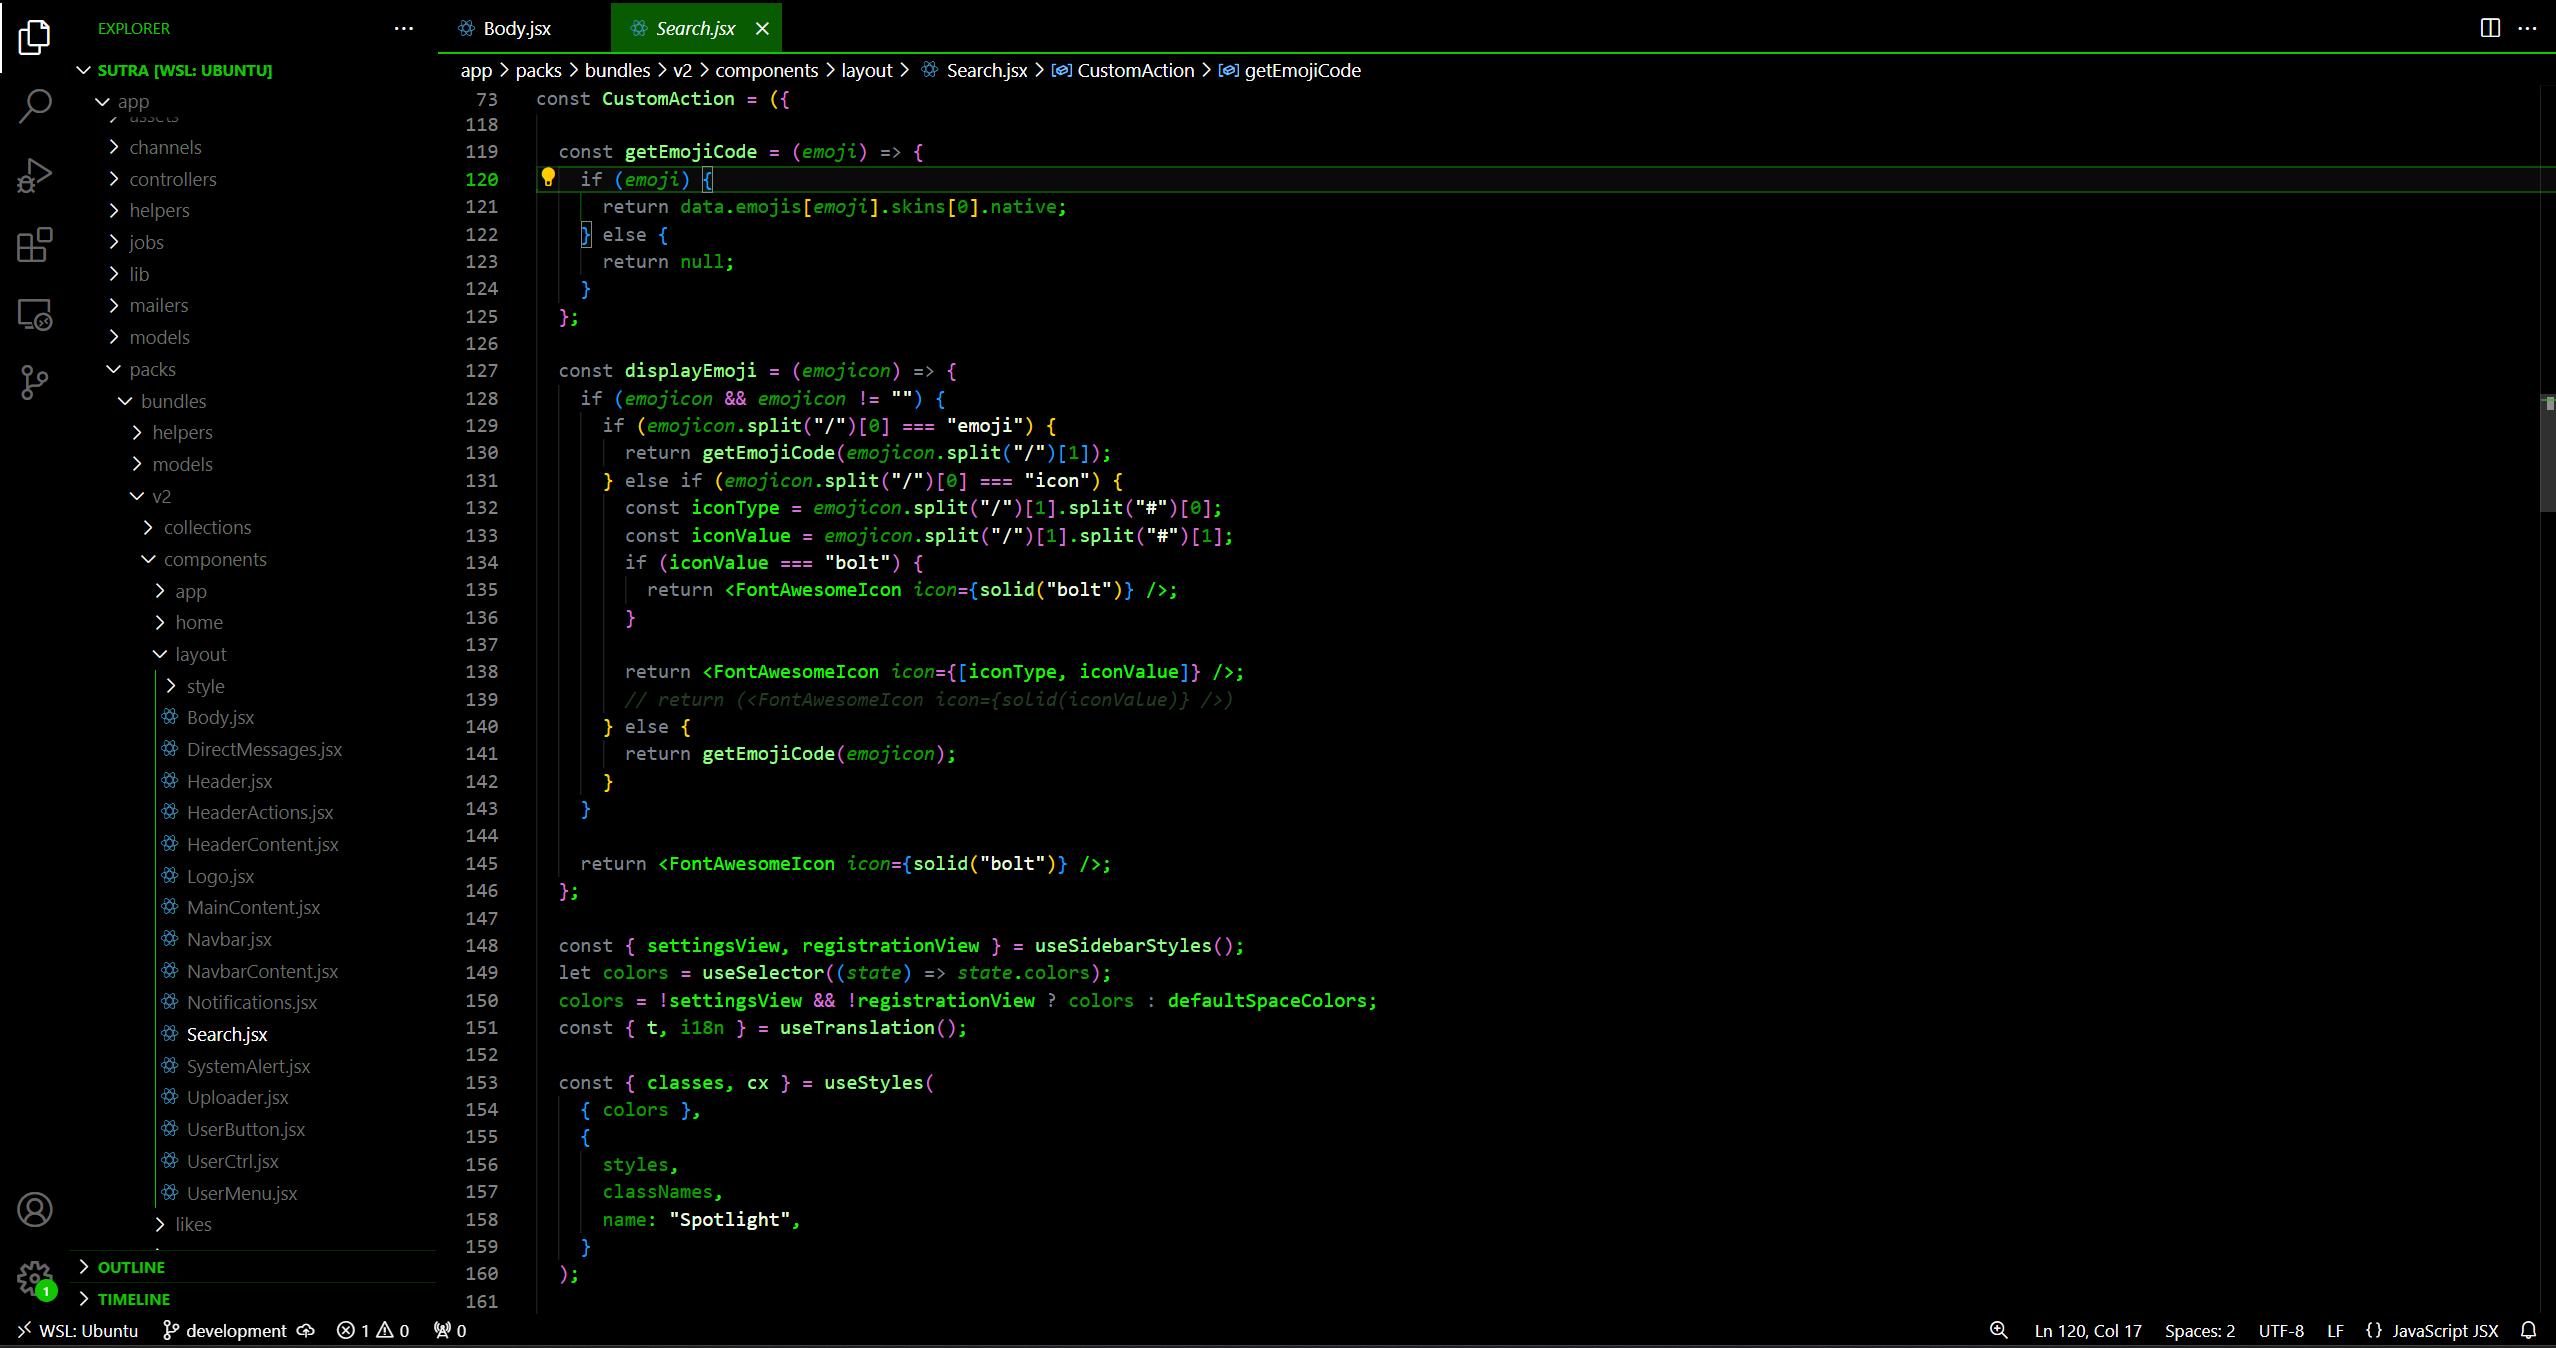 EXPLORER
SUTRA [WSL: UBUNTU]
app
assets
channels
controllers
helpers
jobs
lib
mailers
models
packs
bundles
helpers
models
v2
collections
components
app
home
layout
style
Body.jsx
DirectMessages.jsx
Header.jsx
HeaderActions.jsx
HeaderContent.jsx
Logo.jsx
MainContent.jsx
Navbar.jsx
NavbarContent.jsx
Notifications.jsx
Search.jsx
SystemAlert.jsx
Uploader.jsx
UserButton.jsx
UserCtrl.jsx
UserMenu.jsx
likes
OUTLINE
TIMELINE
1
Body.jsx Search.jsx
app > packs > bundles > v2 > components > layout > Search.jsx > CustomAction > getEmojiCode
73 const CustomAction = ({
118
119 const getEmojiCode = (emoji) => {
120 if (emoji) {
121 return data.emojis[emoji].skins[0].native;
122 } else {
123 return null;
124 }
125 };
126
127 const displayEmoji = (emojicon) => {
128 if (emojicon && emojicon != "") {
129 if (emojicon.split("/")[0] === "emoji") {
130 return getEmojiCode(emojicon.split("/")[1]);
131 } else if (emojicon.split("/")[0] === "icon") {
132 const iconType = emojicon.split("/")[1].split("#")[0];
133 const iconValue = emojicon.split("/")[1].split("#")[1];
134 if (iconValue === "bolt") {
135 return <FontAwesomeIcon icon={solid("bolt")} />;
136 }
137
138 return <FontAwesomeIcon icon={[iconType, iconValue]} />;
139 // return (<FontAwesomeIcon icon={solid(iconValue)} />)
140 } else {
141 return getEmojiCode(emojicon);
142 }
143 }
144
145 return <FontAwesomeIcon icon={solid("bolt")} />;
146 };
147
148 const { settingsView, registrationView } = useSidebarStyles();
149 let colors = useSelector((state) => state.colors);
150 colors = !settingsView && !registrationView ? colors : defaultSpaceColors;
151 const { t, i18n } = useTranslation();
152
153 const { classes, cx } = useStyles(
154 { colors },
155 {
156 styles,
157 classNames,
158 name: "Spotlight",
159 }
160 );
161
WSL: Ubuntu development 1 0 0 Ln 120, Col 17 Spaces: 2 UTF-8 LF {} JavaScript JSX